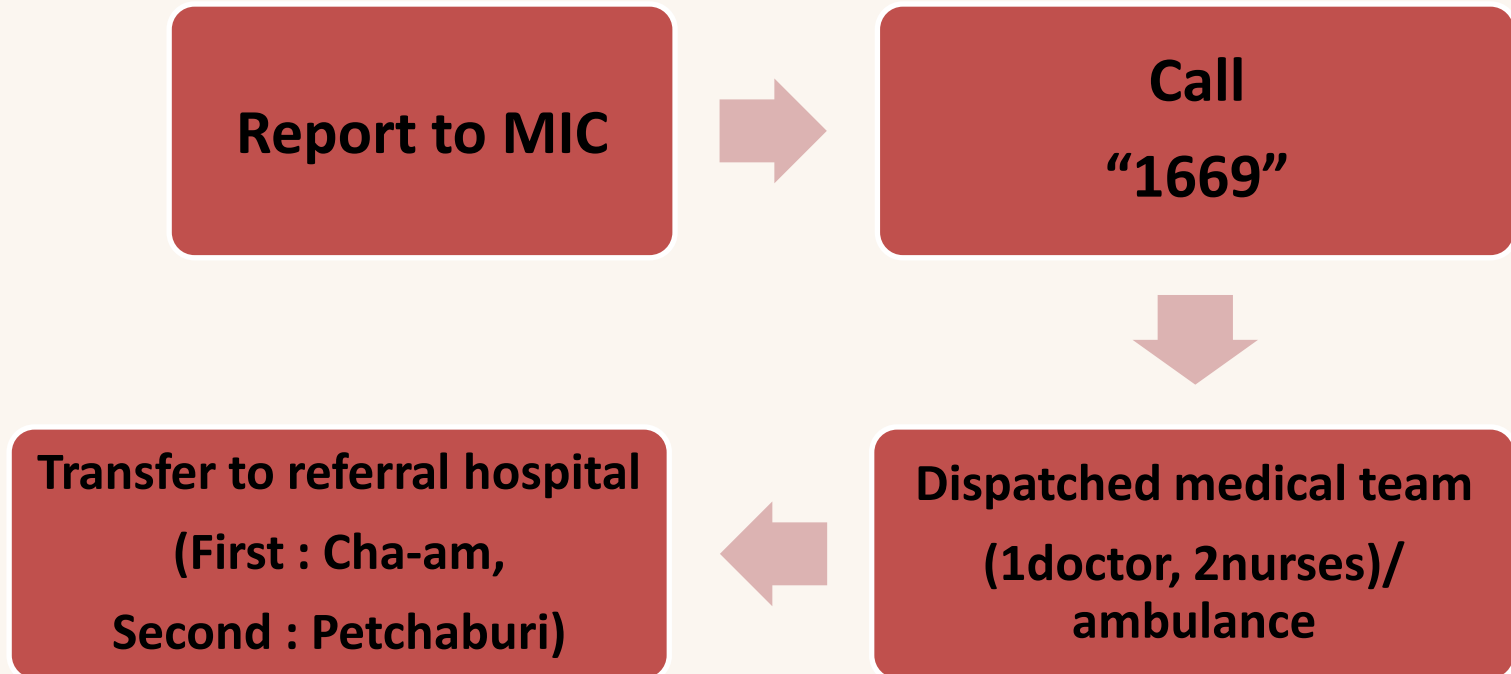 Report to MIC
Call
“1669”
Dispatched medical team
(1doctor, 2nurses)/
ambulance
Transfer to referral hospital
(First : Cha-am,
Second : Petchaburi)